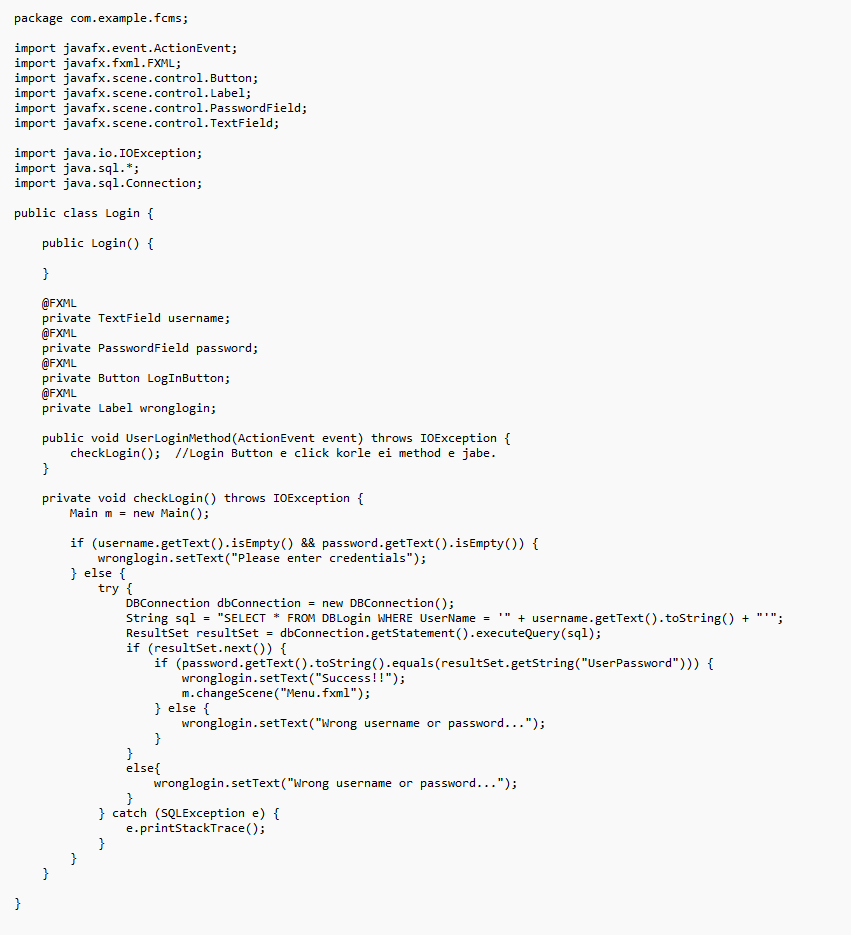 package com.example.fcms;

import javafx.event.ActionEvent;
import javafx.fxml.FXML;
import javafx.scene.control.Button;
import javafx.scene.control.Label;
import javafx.scene.control.PasswordField;
import javafx.scene.control.TextField;

import java.io.IOException;
import java.sql.*;
import java.sql.Connection;

public class Login {

    public Login() {

    }

    @FXML
    private TextField username;
    @FXML
    private PasswordField password;
    @FXML
    private Button LogInButton;
    @FXML
    private Label wronglogin;

    public void UserLoginMethod(ActionEvent event) throws IOException {
        checkLogin();  //Login Button e click korle ei method e jabe.
    }

    private void checkLogin() throws IOException {
        Main m = new Main();

        if (username.getText().isEmpty() && password.getText().isEmpty()) {
            wronglogin.setText("Please enter credentials");
        } else {
            try {
                DBConnection dbConnection = new DBConnection();
                String sql = "SELECT * FROM DBLogin WHERE UserName = '" + username.getText().toString() + "'";
                ResultSet resultSet = dbConnection.getStatement().executeQuery(sql);
                if (resultSet.next()) {
                    if (password.getText().toString().equals(resultSet.getString("UserPassword"))) {
                        wronglogin.setText("Success!!");
                        m.changeScene("Menu.fxml");
                    } else {
                        wronglogin.setText("Wrong username or password...");
                    }
                }
                else{
                    wronglogin.setText("Wrong username or password...");
                }
            } catch (SQLException e) {
                e.printStackTrace();
            }
        }
    }

}